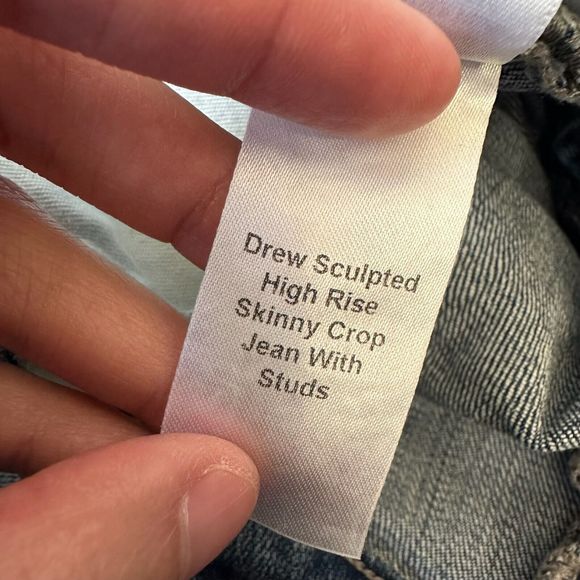 Drew Sculpted
High Rise
Skinny Crop
Jean With
Studs